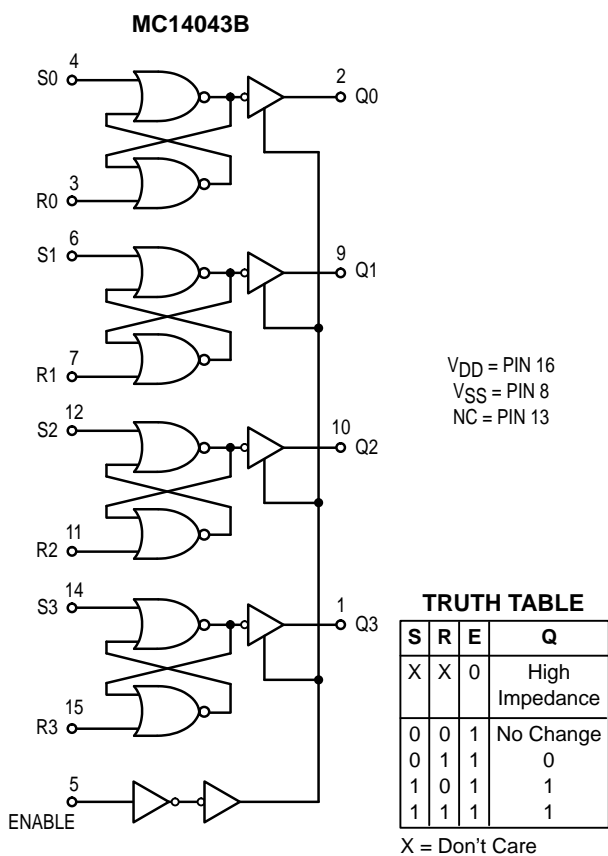 MC14043B
4
S0
2
Q0
3
R0
6
S1
9
Q1
7
R1
12
S2
10
Q2
11
R2
14
S3
1
Q3
15
R3
5
ENABLE
VDD = PIN 16
VSS = PIN 8
NC = PIN 13
TRUTH TABLE
S R E Q
X X 0 High
Impedance
0 0 1 No Change
0 1 1 0
1 0 1 1
1 1 1 1
X = Don't Care